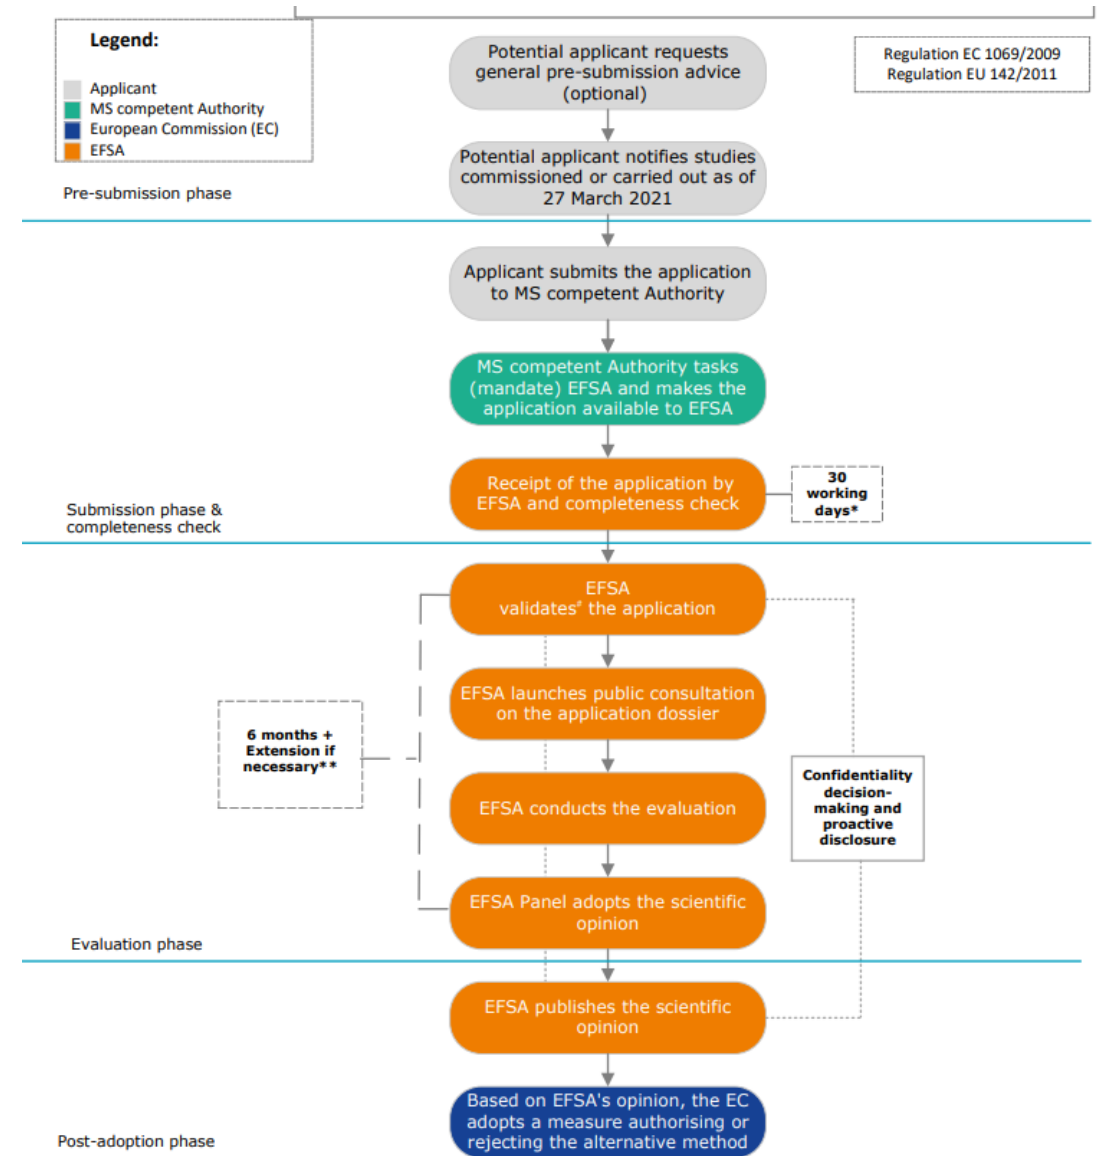 Legend:
Applicant
MS competent Authority
European Commission (EC)
EFSA
Potential applicant requests
general pre-submission advice
(optional)
Regulation EC 1069/2009
Regulation EU 142/2011
Potential applicant notifies studies
commissioned or carried out as of
27 March 2021
Pre-submission phase
Applicant submits the application
to MS competent Authority
MS competent Authority tasks
(mandate) EFSA and makes the
application available to EFSA
Receipt of the application by
EFSA and completeness check
30
working
days*
Submission phase &
completeness check
EFSA
validates# the application
EFSA launches public consultation
on the application dossier
6 months +
Extension if
necessary**
EFSA conducts the evaluation
Confidentiality
decision-
making and
proactive
disclosure
EFSA Panel adopts the scientific
opinion
Evaluation phase
EFSA publishes the scientific
opinion
Based on EFSA's opinion, the EC
adopts a measure authorising or
rejecting the alternative method
Post-adoption phase